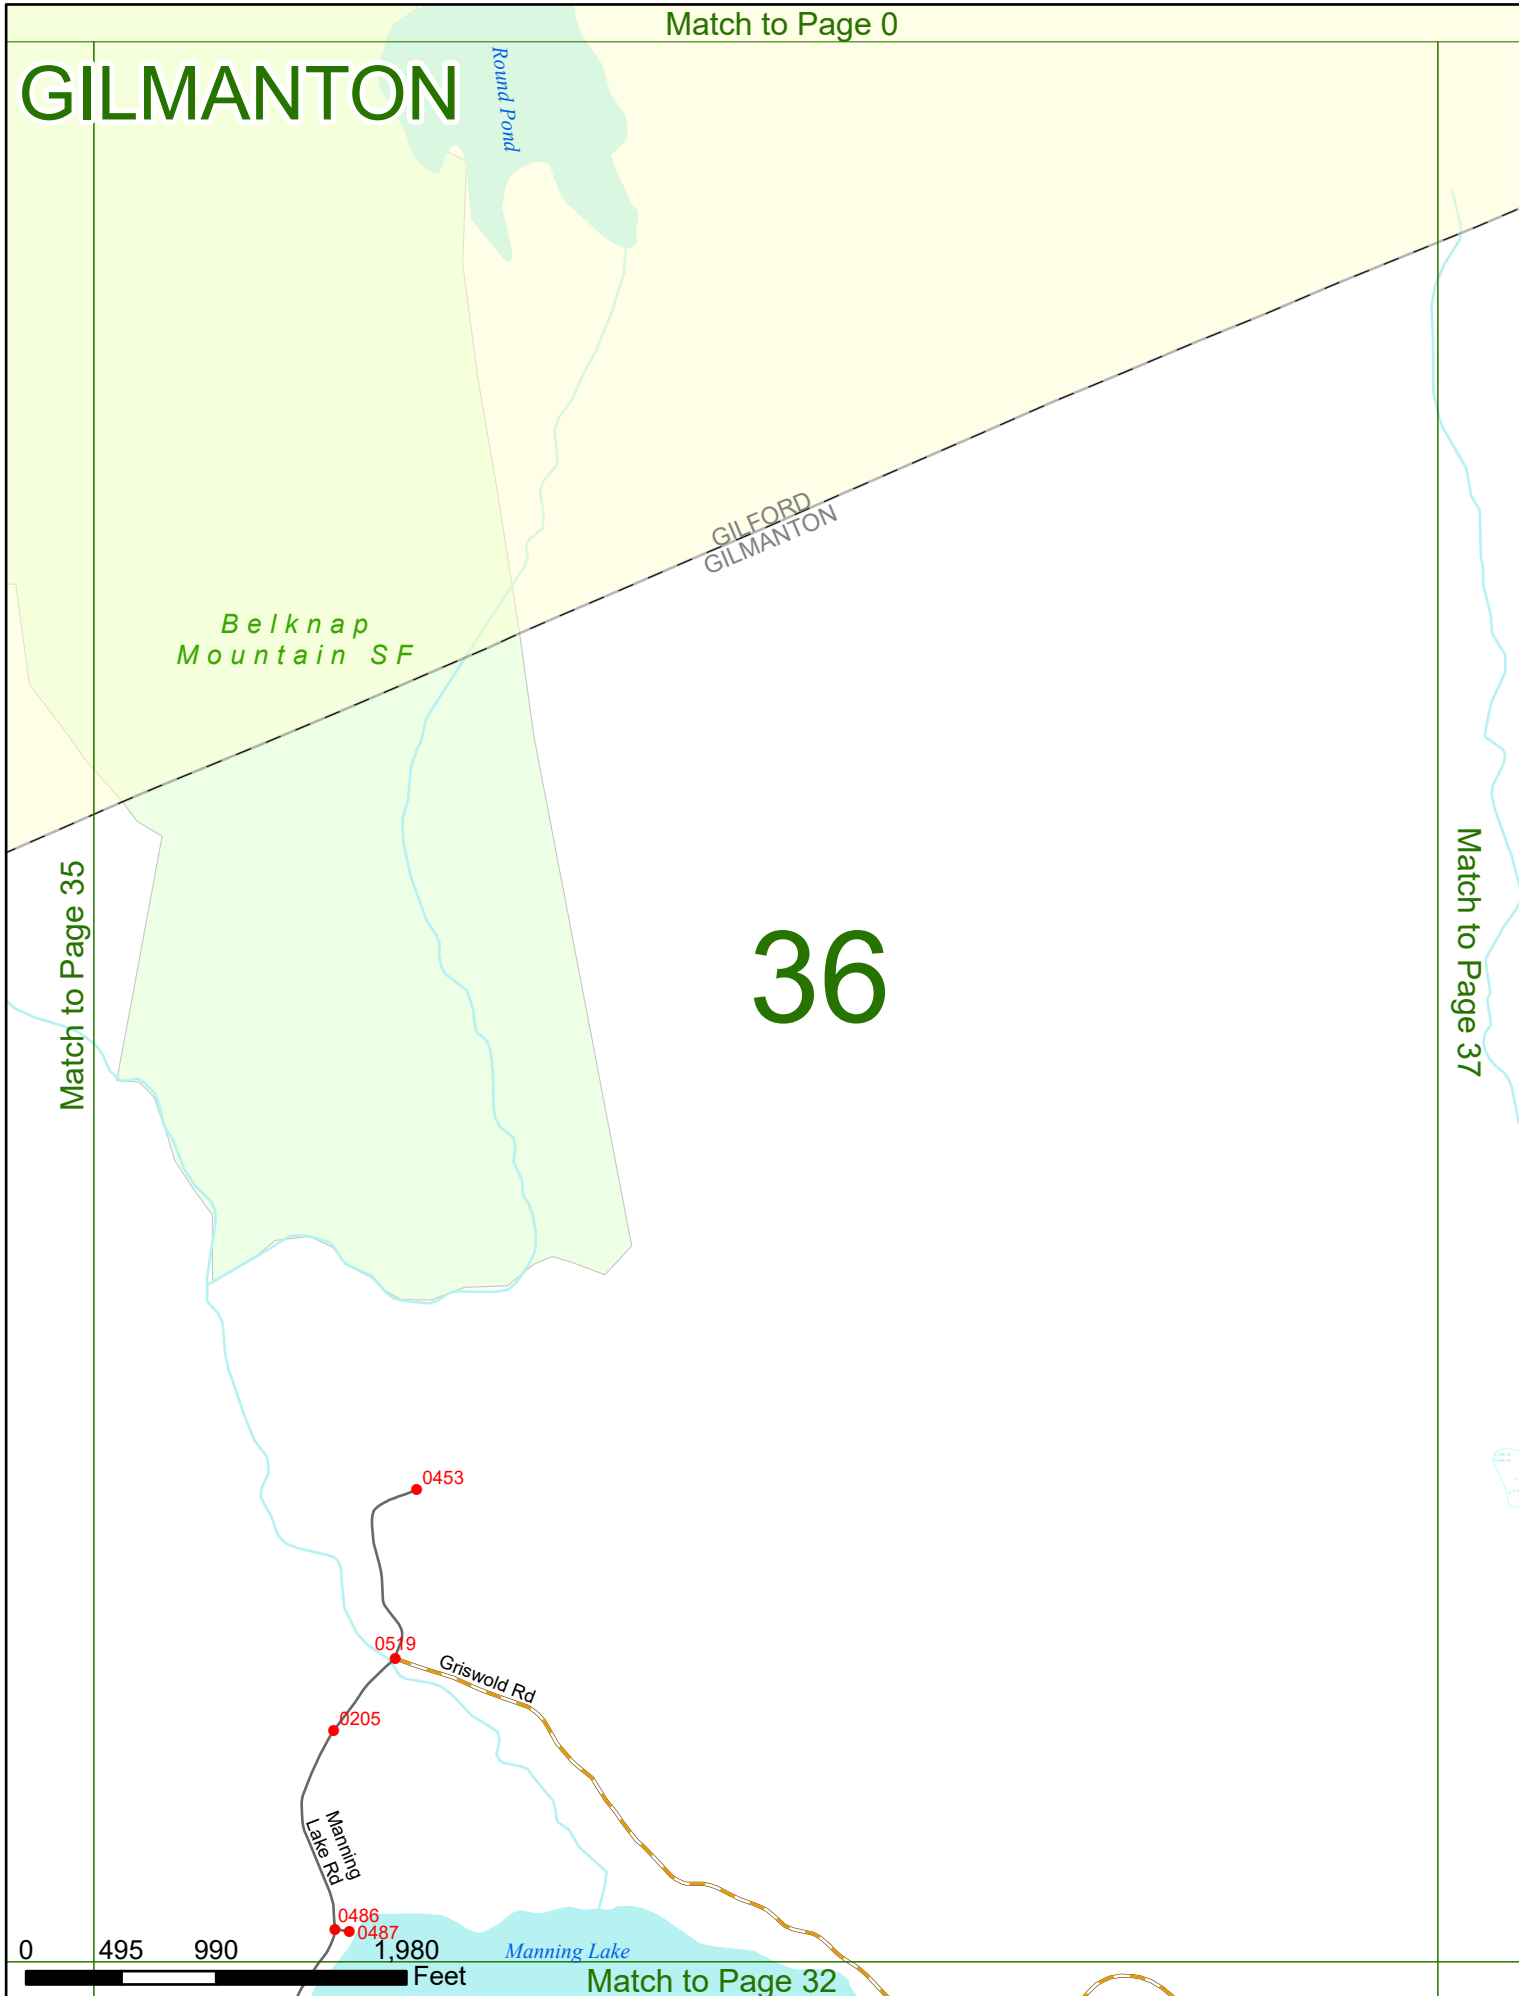 Match to Page 0
GILMANTON
Round Pond
GILFORD
GILMANTON
Belknap
Mountain SF
Match to Page 35
36
Match to Page 37
0453
0519
Griswold Rd
0205
Manning
Lake Rd
0486
0487
0 495 990 1,980
Feet
Manning Lake
Match to Page 32